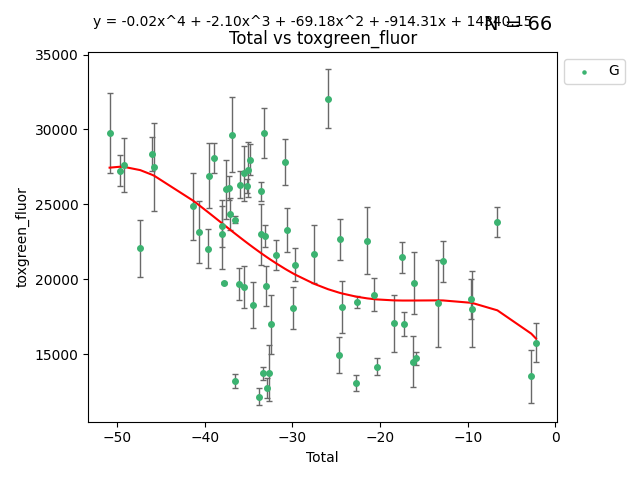 y = -0.02x^4 + -2.10x^3 + -69.18x^2 + -914.31x +
N = 66
Total vs toxgreen_fluor
35000
30000
25000
20000
15000
toxgreen_fluor
−50
−40
−30
−20
−10
0
Total
G